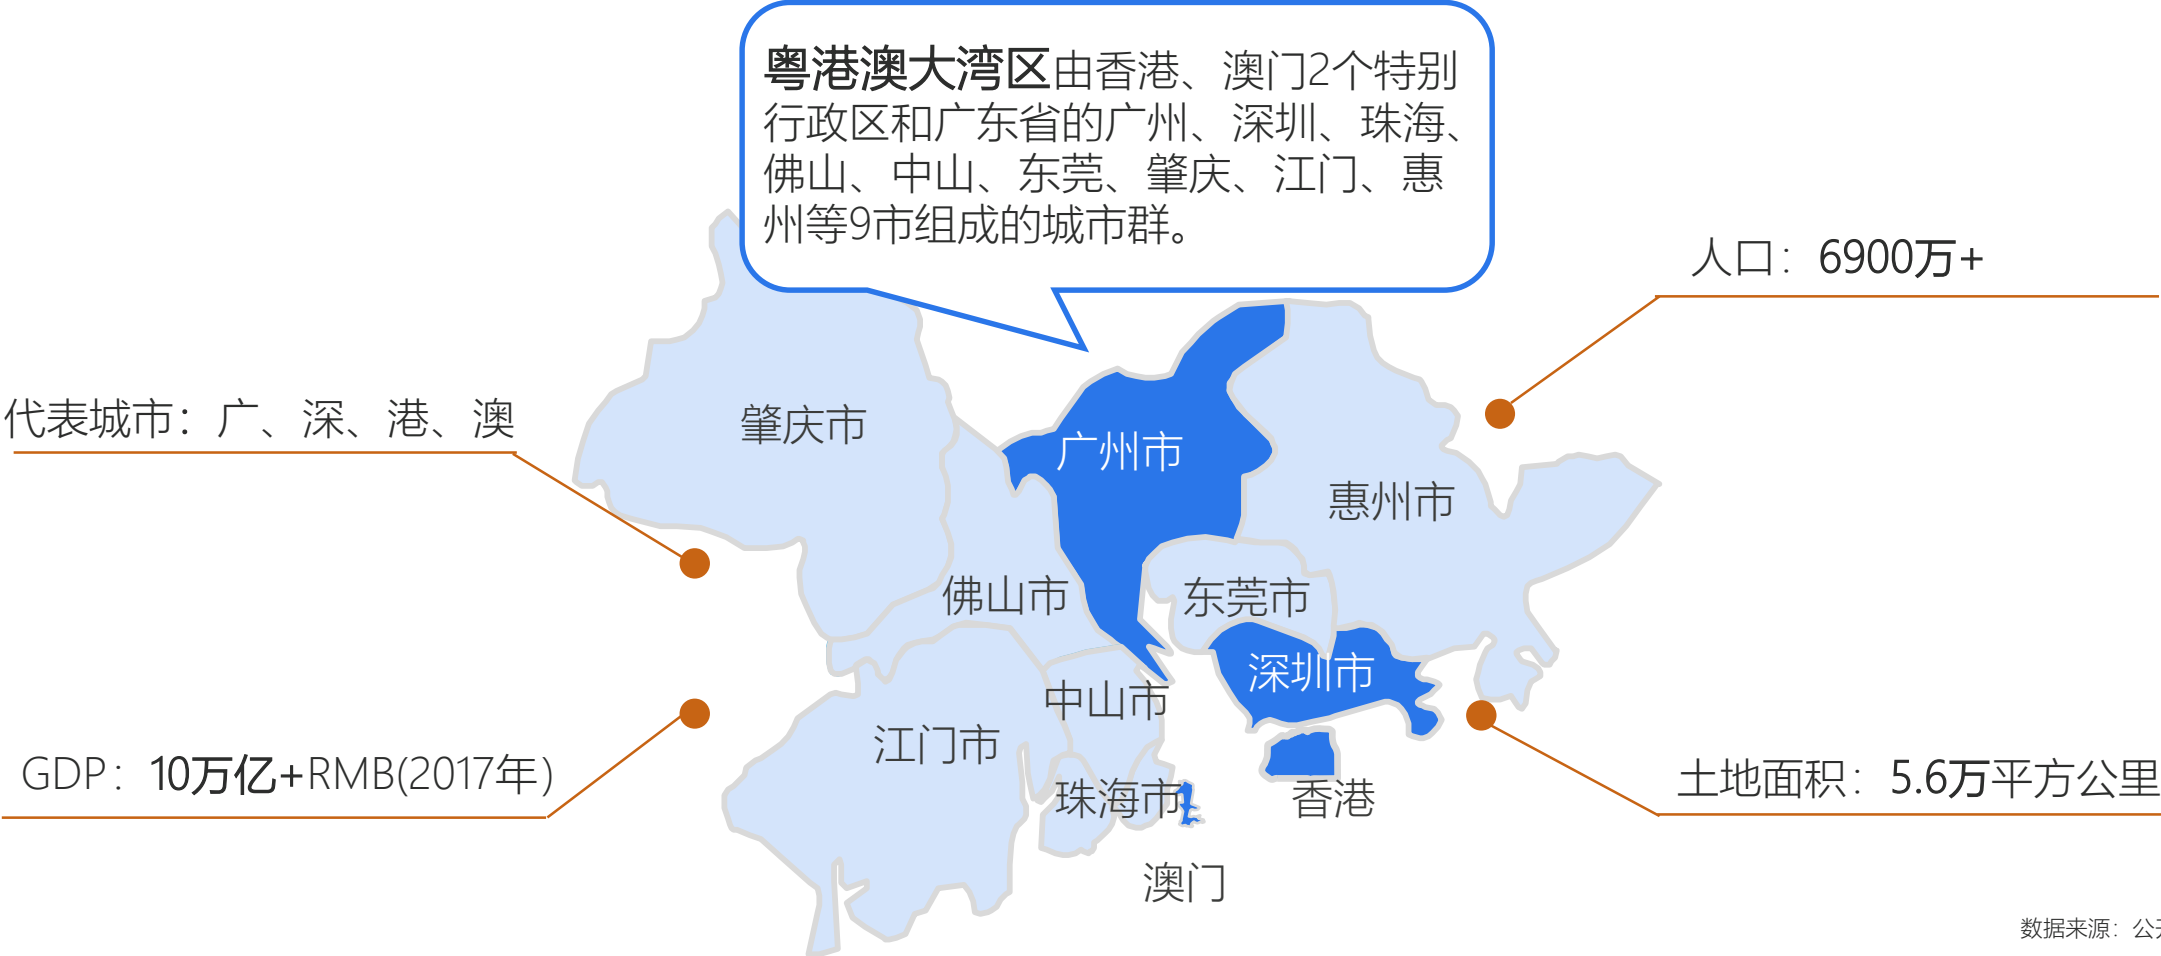 粤港澳大湾区由香港、澳门2个特别
行政区和广东省的广州、深圳、珠海、
佛山、中山、东莞、肇庆、江门、惠
州等9市组成的城市群。
人口：6900万+
代表城市：广、深、港、澳
肇庆市
广州市
惠州市
佛山市
东莞市
深圳市
中山市
江门市
GDP：10万亿+RMB(2017年)
土地面积：5.6万平方公里
珠海市
香港
澳门
数据来源：公